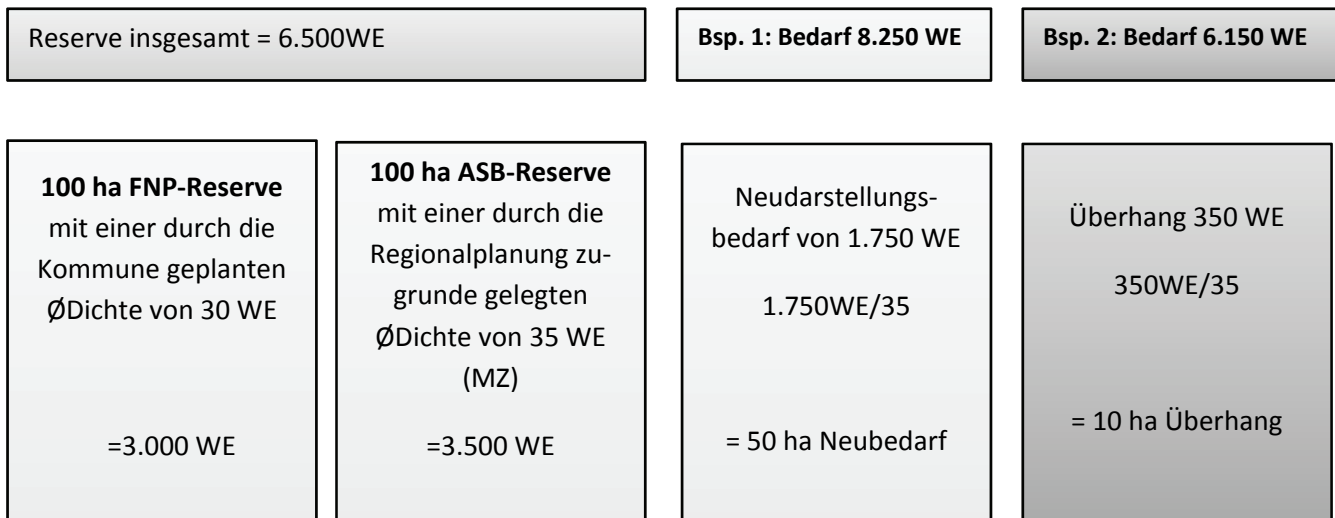 Reserve insgesamt = 6.500WE
Bsp. 1: Bedarf 8.250 WE
Bsp. 2: Bedarf 6.150 WE
100 ha FNP-Reserve
mit einer durch die
Kommune geplanten
ØDichte von 30 WE
=3.000 WE
100 ha ASB-Reserve
mit einer durch die
Regionalplanung zu-
grunde gelegten
ØDichte von 35 WE
(MZ)
=3.500 WE
Neudarstellungs-
bedarf von 1.750 WE
1.750WE/35
= 50 ha Neubedarf
Überhang 350 WE
350WE/35
= 10 ha Überhang